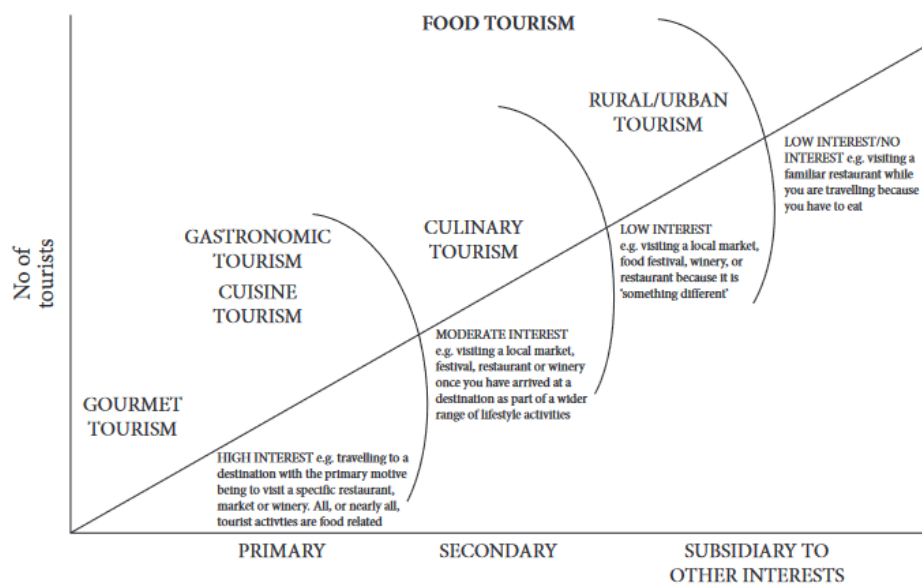 FOOD TOURISM
RURAL/URBAN
TOURISM
LOW INTEREST/NO
INTEREST e.g. visiting a
familiar restaurant while
you are travelling because
you have to eat
CULINARY
TOURISM
LOW INTEREST
e.g. visiting a local market,
food festival, winery, or
restaurant because it is
‘something different’
GASTRONOMIC
TOURISM
CUISINE
TOURISM
No of
tourists
MODERATE INTEREST
e.g. visiting a local market,
festival, restaurant or winery
once you have arrived at a
destination as part of a wider
range of lifestyle activities
GOURMET
TOURISM
HIGH INTEREST e.g. travelling to a
destination with the primary motive
being to visit a specific restaurant,
market or winery. All, or nearly all,
tourist activties are food related
PRIMARY
SECONDARY
SUBSIDIARY TO
OTHER INTERESTS